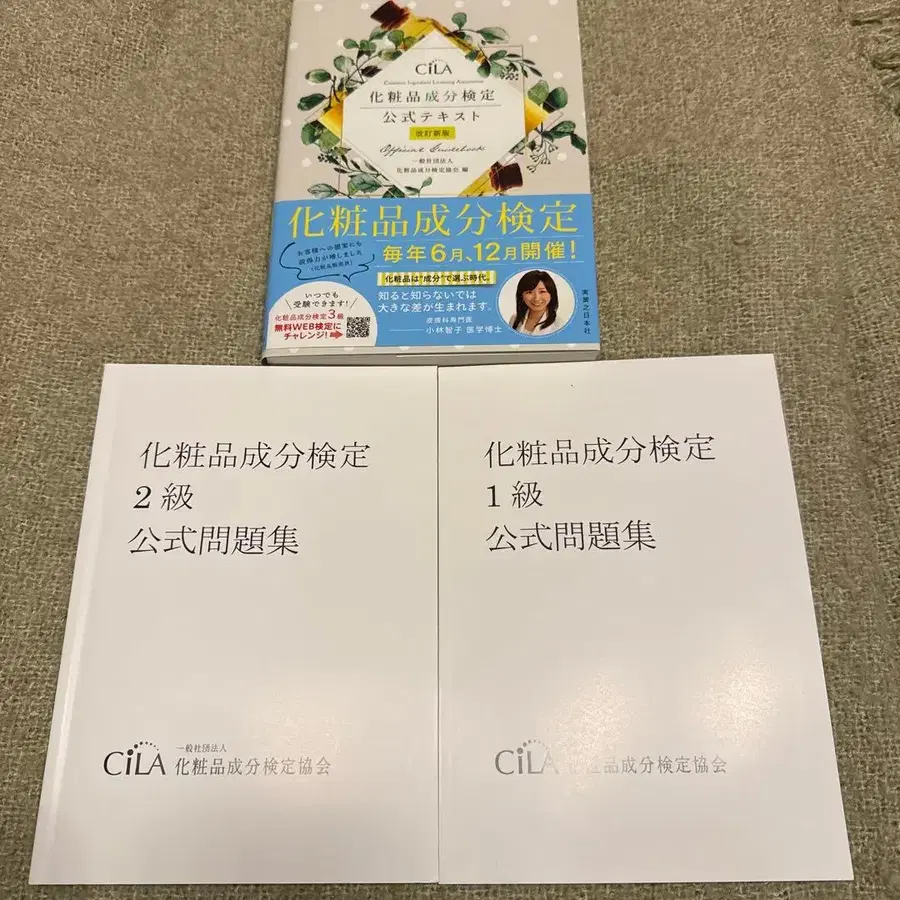 CiLA
Cosmetic Ingredient Licensing Association
化粧品成分検定
公式テキスト
改訂新版
Official Guidebook
一般社団法人
化粧品成分検定協会 編
化粧品成分検定
お客様への提案にも
説得力が増しました
(化粧品販売員)
毎年6月、12月開催!
化粧品は“成分”で選ぶ時代。
知ると知らないでは
大きな差が生まれます。
皮膚科専門医
小林智子 医学博士
いつでも
受験できます!
化粧品成分検定3級
無料WEB検定に
チャレンジ!
実業之日本社
化粧品成分検定
2級
公式問題集
CiLA
一般社団法人
化粧品成分検定協会
化粧品成分検定
1級
公式問題集
CiLA
化粧品成分検定協会